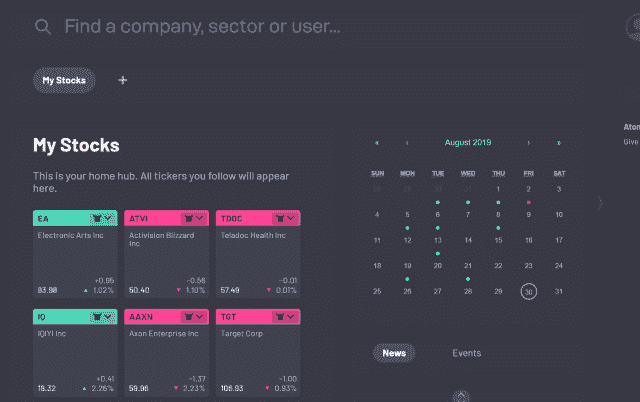 Find a company, sector or user...
My Stocks +
My Stocks
This is your home hub. All tickers you follow will appear
here.
EA
Electronic Arts Inc
+0.95
93.98 ▲ 1.02%
ATVI
Activision Blizzard
Inc
-0.56
50.40 ▼ 1.10%
TDOC
Teladoc Health Inc
-0.01
57.49 ▼ 0.01%
IQ
iQIYI Inc
+0.41
18.32 ▲ 2.26%
AAXN
Axon Enterprise Inc
-1.37
59.96 ▼ 2.23%
TGT
Target Corp
-1.00
106.93 ▼ 0.93%
« ‹ August 2019 › »
SUN MON TUE WED THU FRI SAT
28 29 30 31 1 2 3
4 5 6 7 8 9 10
11 12 13 14 15 16 17
18 19 20 21 22 23 24
25 26 27 28 29 30 31
News Events
Atom
Give